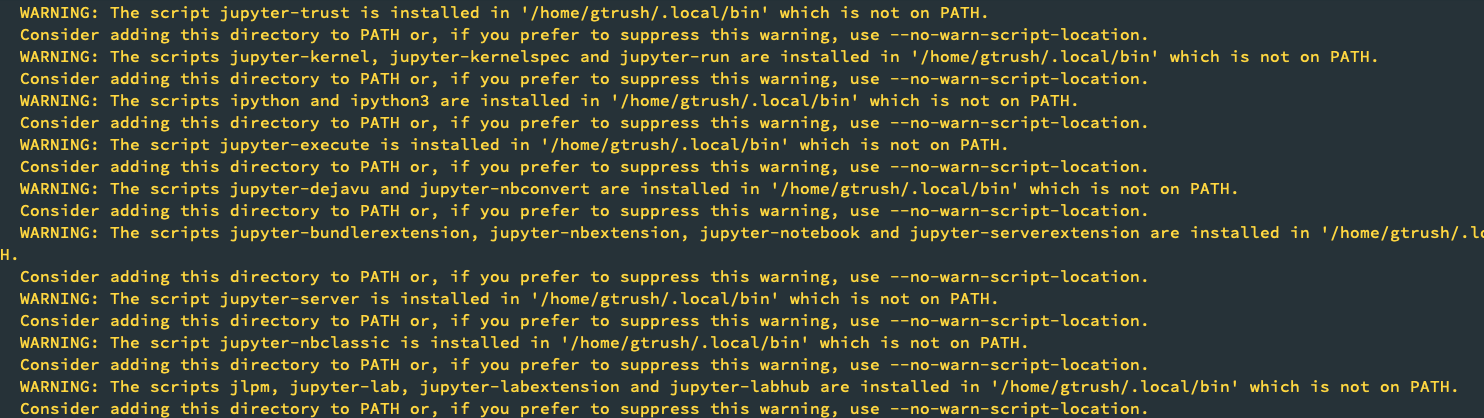 WARNING: The script jupyter-trust is installed in '/home/gtrush/.local/bin' which is not on PATH.
Consider adding this directory to PATH or, if you prefer to suppress this warning, use --no-warn-script-location.
WARNING: The scripts jupyter-kernel, jupyter-kernelspec and jupyter-run are installed in '/home/gtrush/.local/bin' which is not on PATH.
Consider adding this directory to PATH or, if you prefer to suppress this warning, use --no-warn-script-location.
WARNING: The scripts ipython and ipython3 are installed in '/home/gtrush/.local/bin' which is not on PATH.
Consider adding this directory to PATH or, if you prefer to suppress this warning, use --no-warn-script-location.
WARNING: The script jupyter-execute is installed in '/home/gtrush/.local/bin' which is not on PATH.
Consider adding this directory to PATH or, if you prefer to suppress this warning, use --no-warn-script-location.
WARNING: The scripts jupyter-dejavu and jupyter-nbconvert are installed in '/home/gtrush/.local/bin' which is not on PATH.
Consider adding this directory to PATH or, if you prefer to suppress this warning, use --no-warn-script-location.
WARNING: The scripts jupyter-bundlerextension, jupyter-nbextension, jupyter-notebook and jupyter-serverextension are installed in '/home/gtrush/.lo
H.
Consider adding this directory to PATH or, if you prefer to suppress this warning, use --no-warn-script-location.
WARNING: The script jupyter-server is installed in '/home/gtrush/.local/bin' which is not on PATH.
Consider adding this directory to PATH or, if you prefer to suppress this warning, use --no-warn-script-location.
WARNING: The script jupyter-nbclassic is installed in '/home/gtrush/.local/bin' which is not on PATH.
Consider adding this directory to PATH or, if you prefer to suppress this warning, use --no-warn-script-location.
WARNING: The scripts jlpm, jupyter-lab, jupyter-labextension and jupyter-labhub are installed in '/home/gtrush/.local/bin' which is not on PATH.
Consider adding this directory to PATH or, if you prefer to suppress this warning, use --no-warn-script-location.